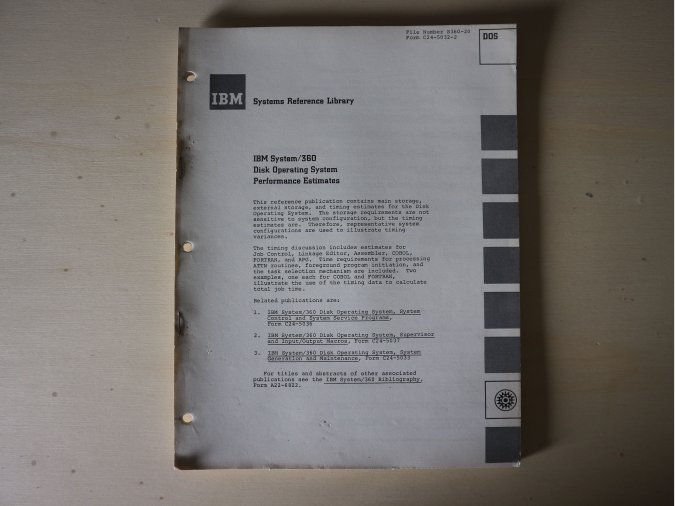 File Number S360-20
Form C24-5032-2
DOS
IBM
Systems Reference Library
IBM System/360
Disk Operating System
Performance Estimates
This reference publication contains main storage,
external storage, and timing estimates for the Disk
Operating System. The storage requirements are not
sensitive to system configuration, but the timing
estimates are. Therefore, representative system
configurations are used to illustrate timing
variances.
The timing discussion includes estimates for
Job Control, Linkage Editor, Assembler, COBOL,
FORTRAN, and RPG. Time requirements for processing
ATTN routines, foreground program initiation, and
the task selection mechanism are included. Two
examples, one each for COBOL and FORTRAN,
illustrate the use of the timing data to calculate
total job time.
Related publications are:
1. IBM System/360 Disk Operating System, System
Control and System Service Programs,
Form C24-5036
2. IBM System/360 Disk Operating System, Supervisor
and Input/Output Macros, Form C24-5037
3. IBM System/360 Disk Operating System, System
Generation and Maintenance, Form C24-5033
For titles and abstracts of other associated
publications see the IBM System/360 Bibliography,
Form A22-6822.